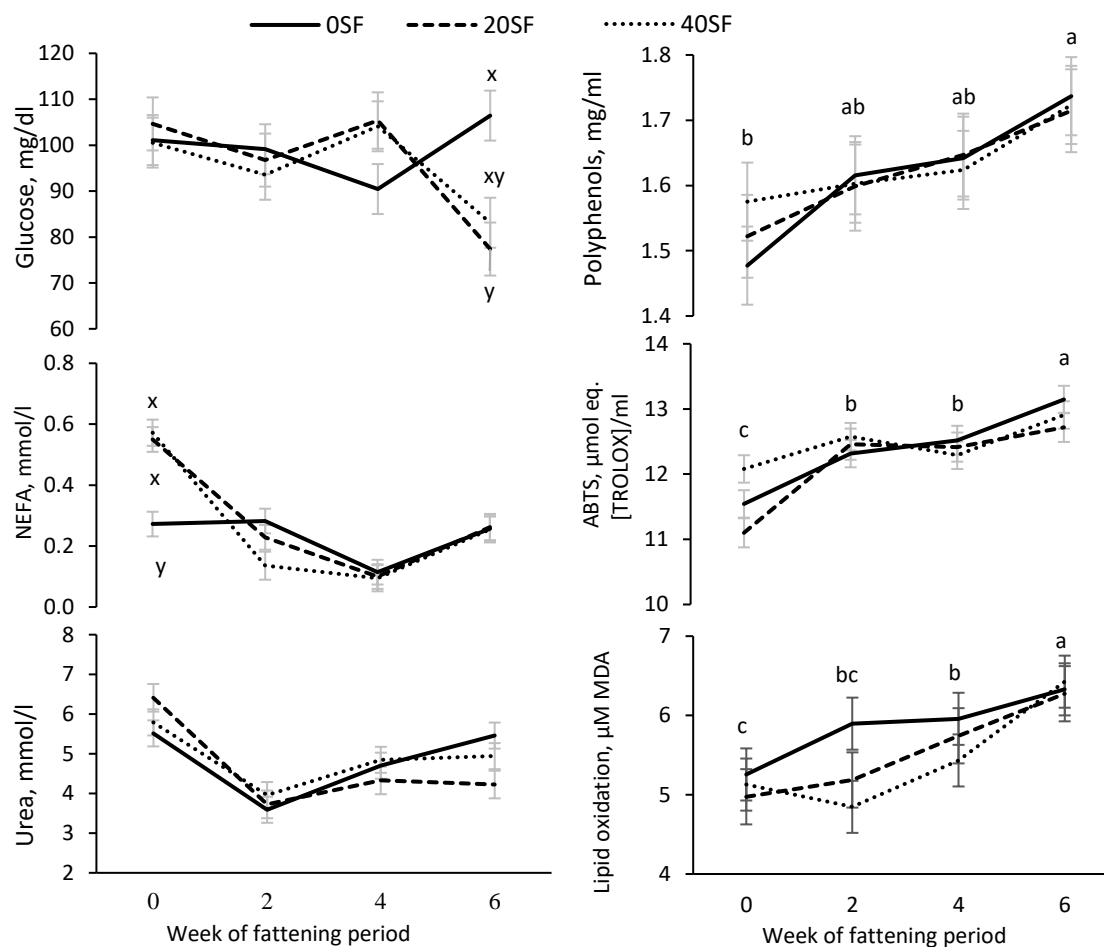 0SF 20SF 40SF
Glucose, mg/dl
120
110
100
90
80
70
60
x
xy
y
Polyphenols, mg/ml
1.8
1.7
1.6
1.5
1.4
b
ab
ab
a
NEFA, mmol/l
0.8
0.6
0.4
0.2
0.0
x
x
y
ABTS, µmol eq.
[TROLOX]/ml
14
13
12
11
10
c
b
b
a
Urea, mmol/l
8
7
6
5
4
3
2
0 2 4 6
Week of fattening period
Lipid oxidation, µM MDA
7
6
5
4
c
bc
b
a
0 2 4 6
Week of fattening period